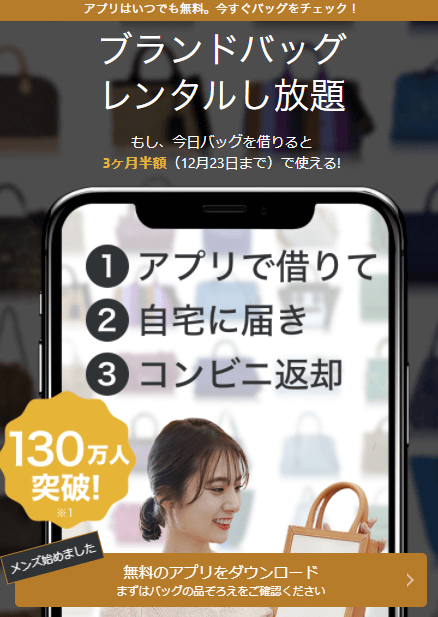 アプリはいつでも無料。今すぐバッグをチェック！
ブランドバッグ
レンタルし放題
もし、今日バッグを借りると
3ヶ月半額（12月23日まで）で使える!
1 アプリで借りて
2 自宅に届き
3 コンビニ返却
130万人
突破!
※1
メンズ始めました
無料のアプリをダウンロード
まずはバッグの品ぞろえをご確認ください